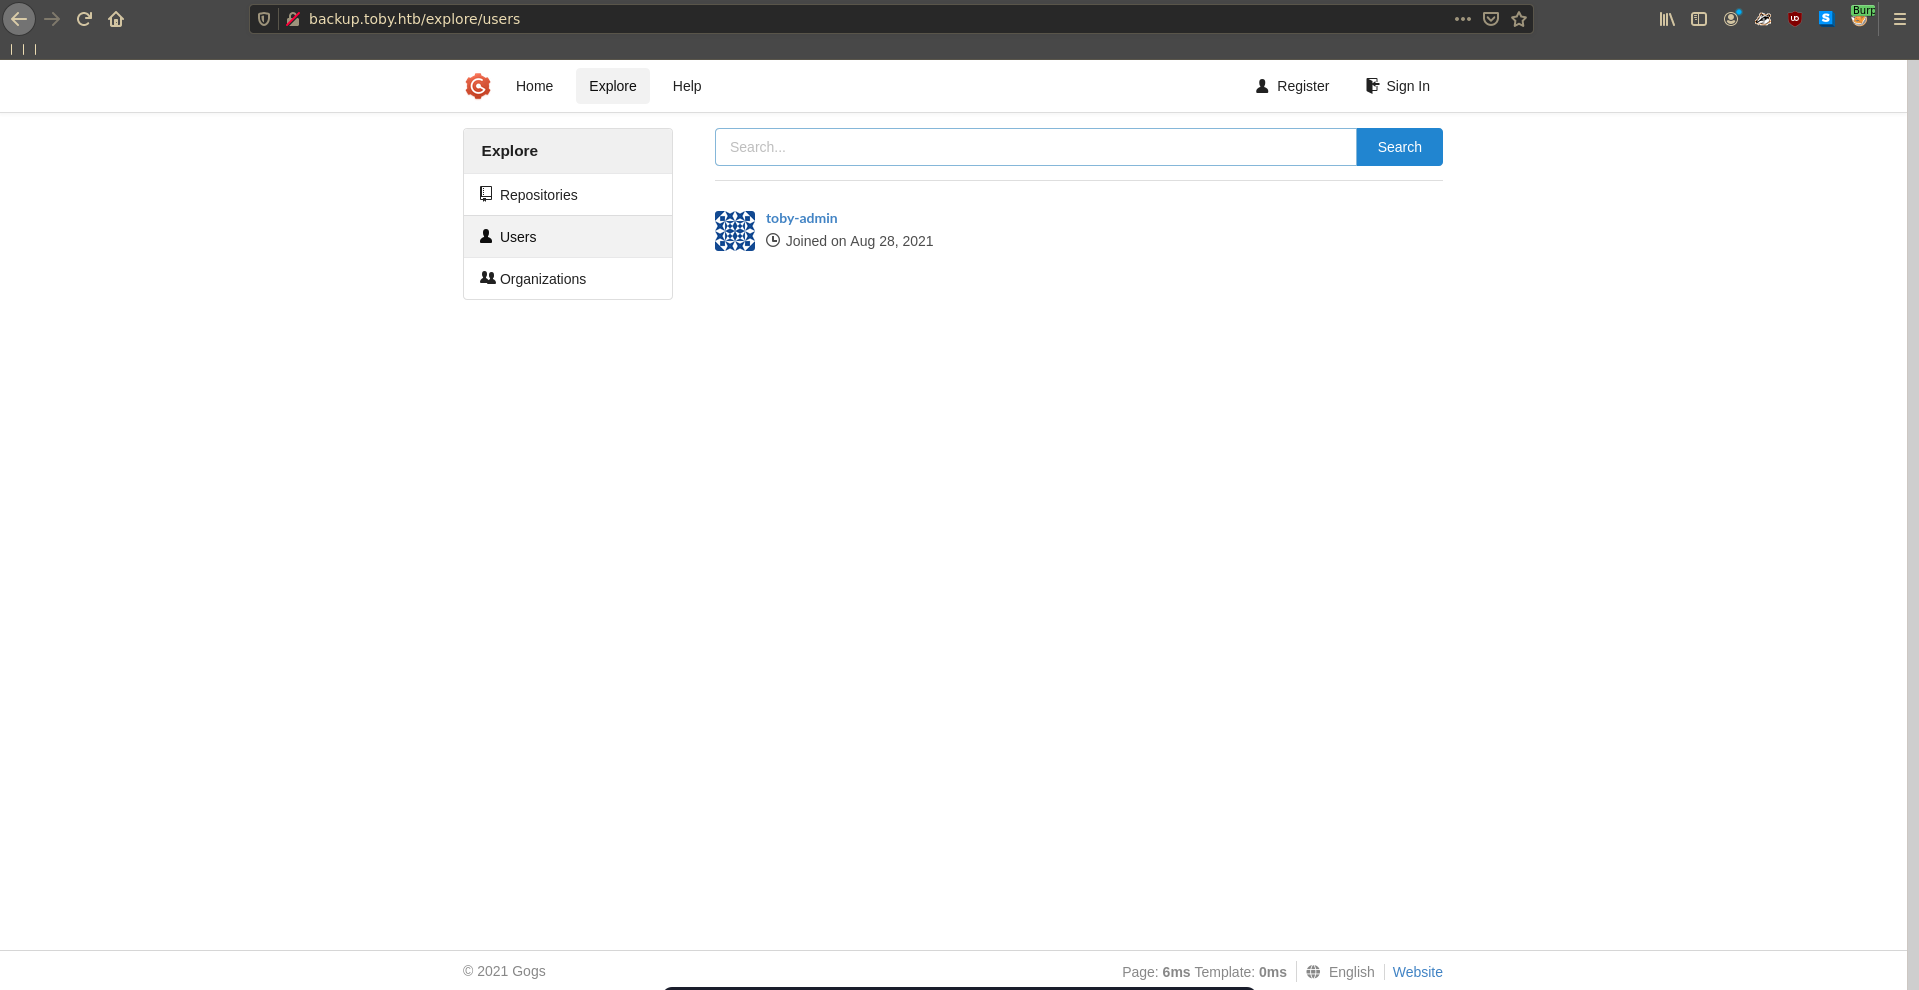 backup.toby.htb/explore/users
Burp
Home Explore Help Register Sign In
Explore
Repositories
Users
Organizations
Search... Search
toby-admin
Joined on Aug 28, 2021
© 2021 Gogs
Page: 6ms Template: 0ms English Website